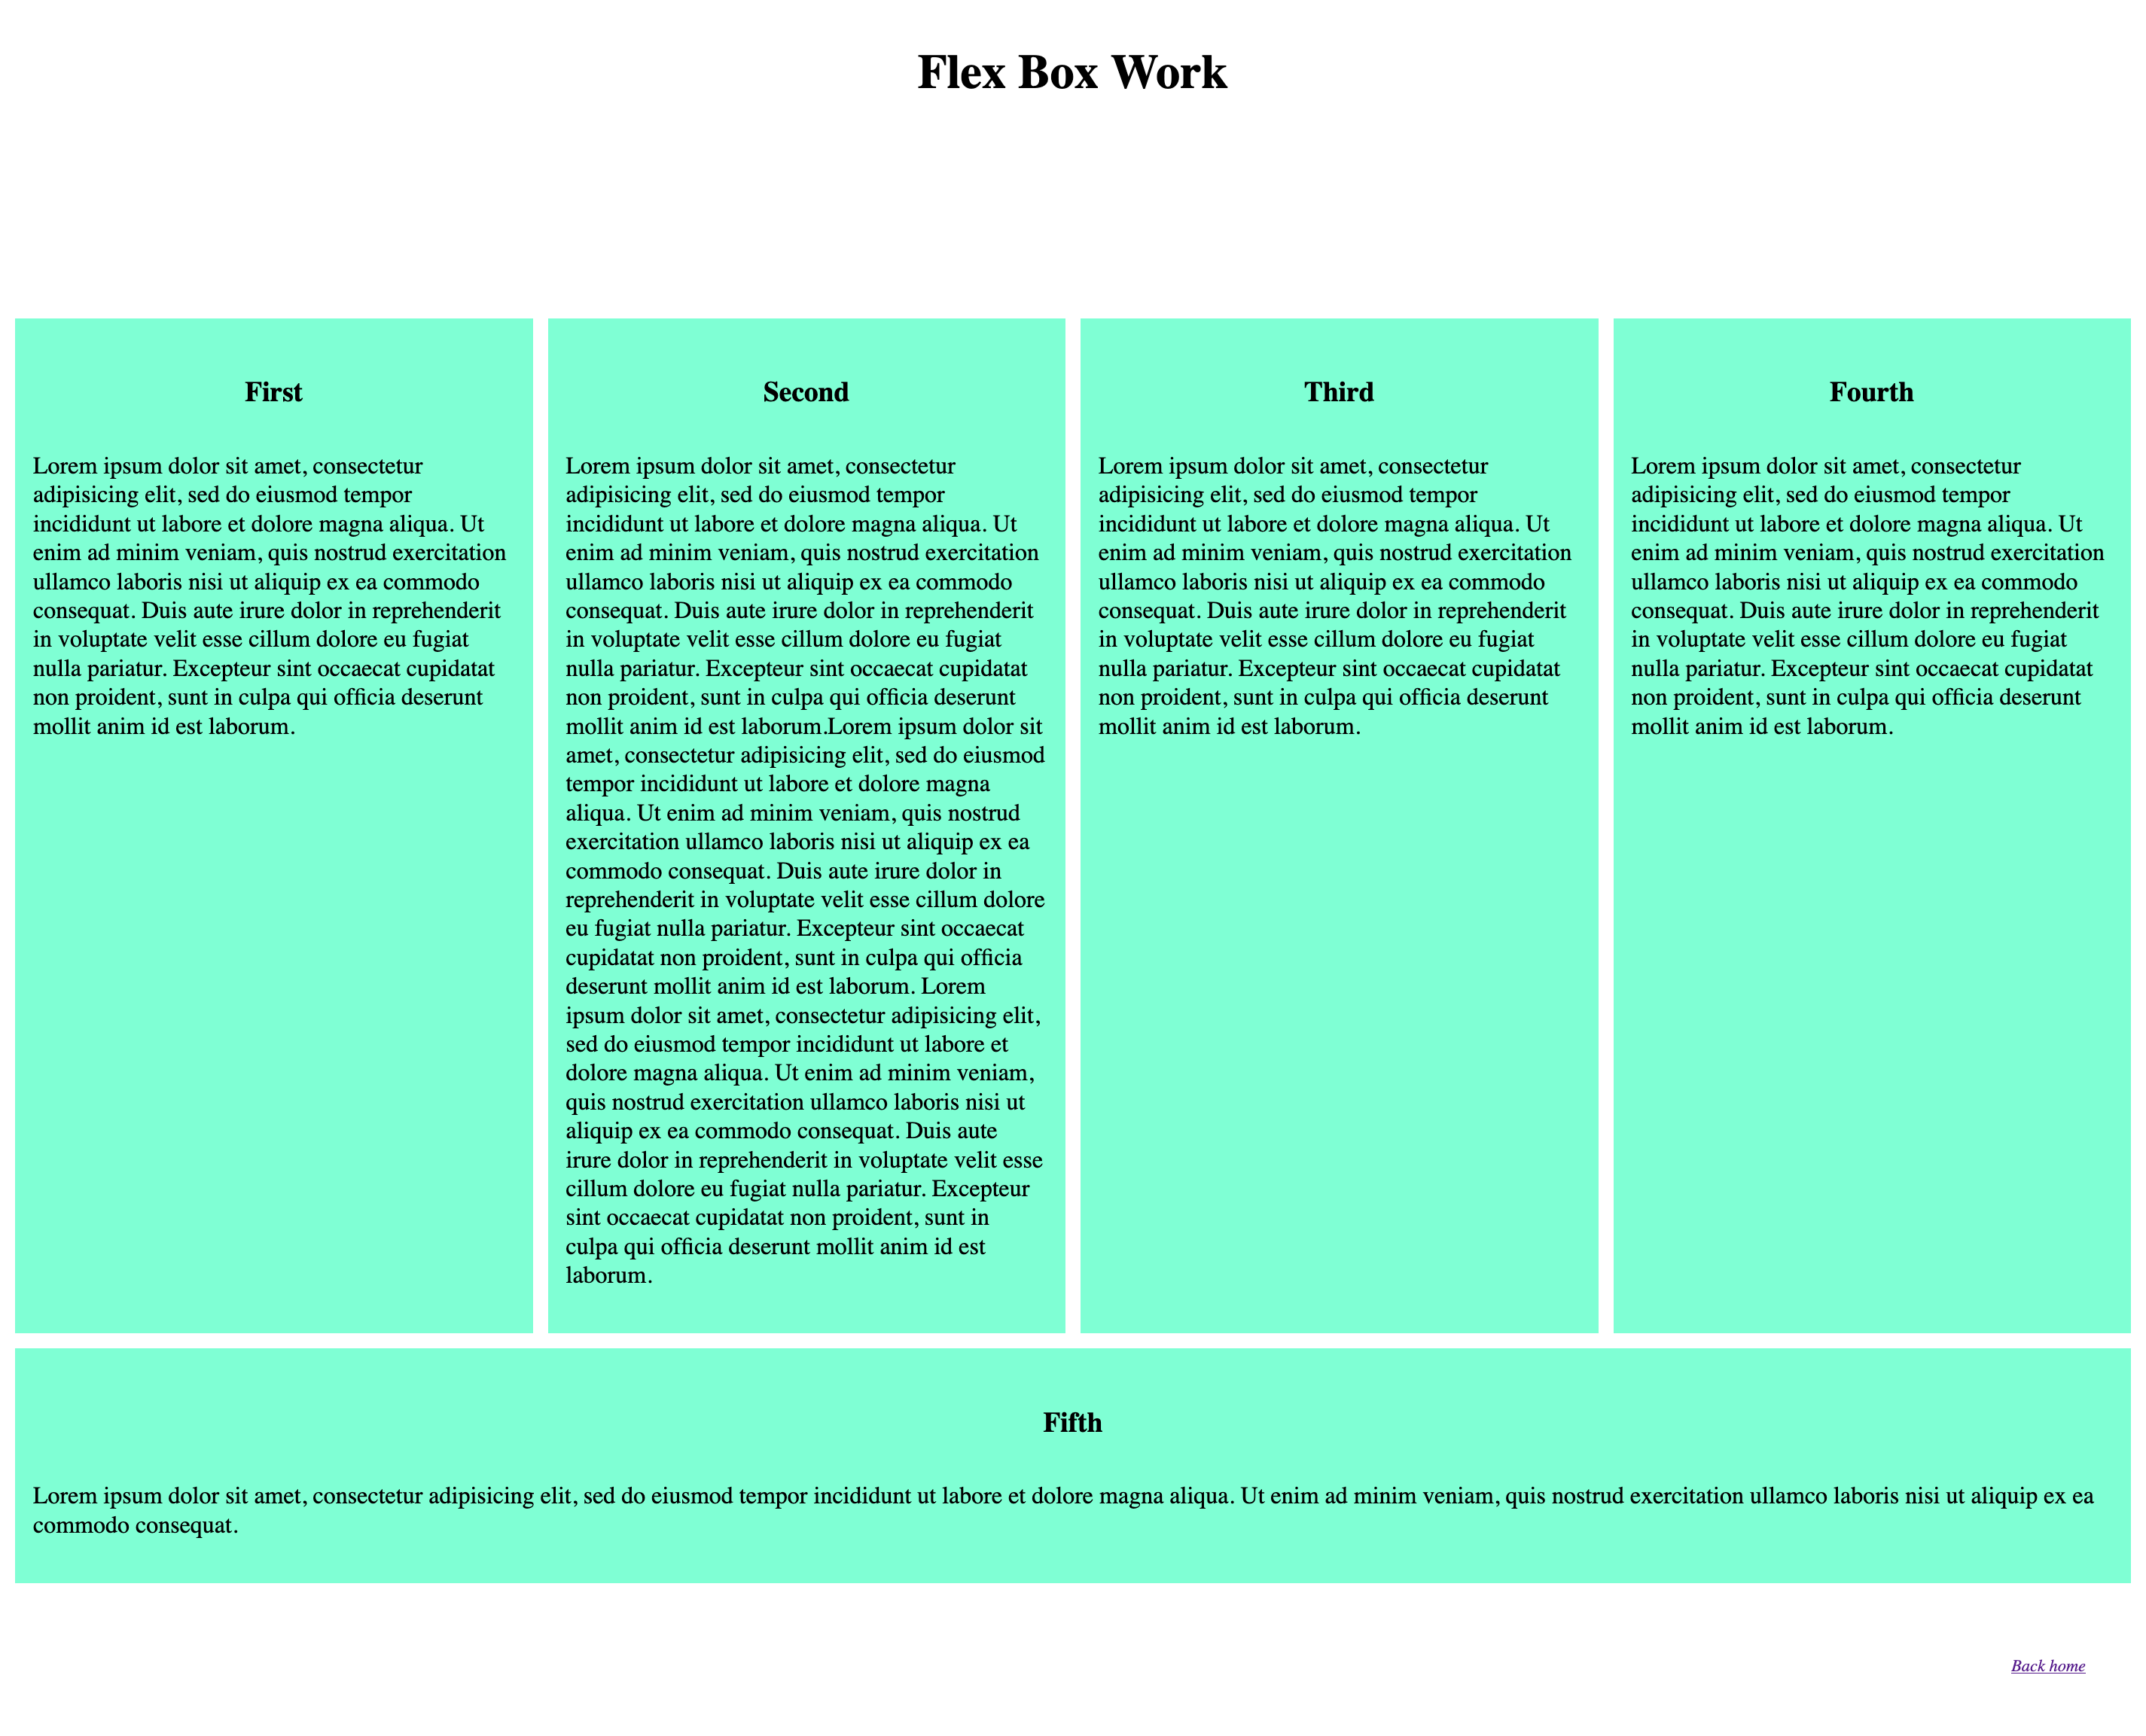 Flex Box Work
First
Lorem ipsum dolor sit amet, consectetur
adipisicing elit, sed do eiusmod tempor
incididunt ut labore et dolore magna aliqua. Ut
enim ad minim veniam, quis nostrud exercitation
ullamco laboris nisi ut aliquip ex ea commodo
consequat. Duis aute irure dolor in reprehenderit
in voluptate velit esse cillum dolore eu fugiat
nulla pariatur. Excepteur sint occaecat cupidatat
non proident, sunt in culpa qui officia deserunt
mollit anim id est laborum.
Second
Lorem ipsum dolor sit amet, consectetur
adipisicing elit, sed do eiusmod tempor
incididunt ut labore et dolore magna aliqua. Ut
enim ad minim veniam, quis nostrud exercitation
ullamco laboris nisi ut aliquip ex ea commodo
consequat. Duis aute irure dolor in reprehenderit
in voluptate velit esse cillum dolore eu fugiat
nulla pariatur. Excepteur sint occaecat cupidatat
non proident, sunt in culpa qui officia deserunt
mollit anim id est laborum.Lorem ipsum dolor sit
amet, consectetur adipisicing elit, sed do eiusmod
tempor incididunt ut labore et dolore magna
aliqua. Ut enim ad minim veniam, quis nostrud
exercitation ullamco laboris nisi ut aliquip ex ea
commodo consequat. Duis aute irure dolor in
reprehenderit in voluptate velit esse cillum dolore
eu fugiat nulla pariatur. Excepteur sint occaecat
cupidatat non proident, sunt in culpa qui officia
deserunt mollit anim id est laborum. Lorem
ipsum dolor sit amet, consectetur adipisicing elit,
sed do eiusmod tempor incididunt ut labore et
dolore magna aliqua. Ut enim ad minim veniam,
quis nostrud exercitation ullamco laboris nisi ut
aliquip ex ea commodo consequat. Duis aute
irure dolor in reprehenderit in voluptate velit esse
cillum dolore eu fugiat nulla pariatur. Excepteur
sint occaecat cupidatat non proident, sunt in
culpa qui officia deserunt mollit anim id est
laborum.
Third
Lorem ipsum dolor sit amet, consectetur
adipisicing elit, sed do eiusmod tempor
incididunt ut labore et dolore magna aliqua. Ut
enim ad minim veniam, quis nostrud exercitation
ullamco laboris nisi ut aliquip ex ea commodo
consequat. Duis aute irure dolor in reprehenderit
in voluptate velit esse cillum dolore eu fugiat
nulla pariatur. Excepteur sint occaecat cupidatat
non proident, sunt in culpa qui officia deserunt
mollit anim id est laborum.
Fourth
Lorem ipsum dolor sit amet, consectetur
adipisicing elit, sed do eiusmod tempor
incididunt ut labore et dolore magna aliqua. Ut
enim ad minim veniam, quis nostrud exercitation
ullamco laboris nisi ut aliquip ex ea commodo
consequat. Duis aute irure dolor in reprehenderit
in voluptate velit esse cillum dolore eu fugiat
nulla pariatur. Excepteur sint occaecat cupidatat
non proident, sunt in culpa qui officia deserunt
mollit anim id est laborum.
Fifth
Lorem ipsum dolor sit amet, consectetur adipisicing elit, sed do eiusmod tempor incididunt ut labore et dolore magna aliqua. Ut enim ad minim veniam, quis nostrud exercitation ullamco laboris nisi ut aliquip ex ea
commodo consequat.
Back home